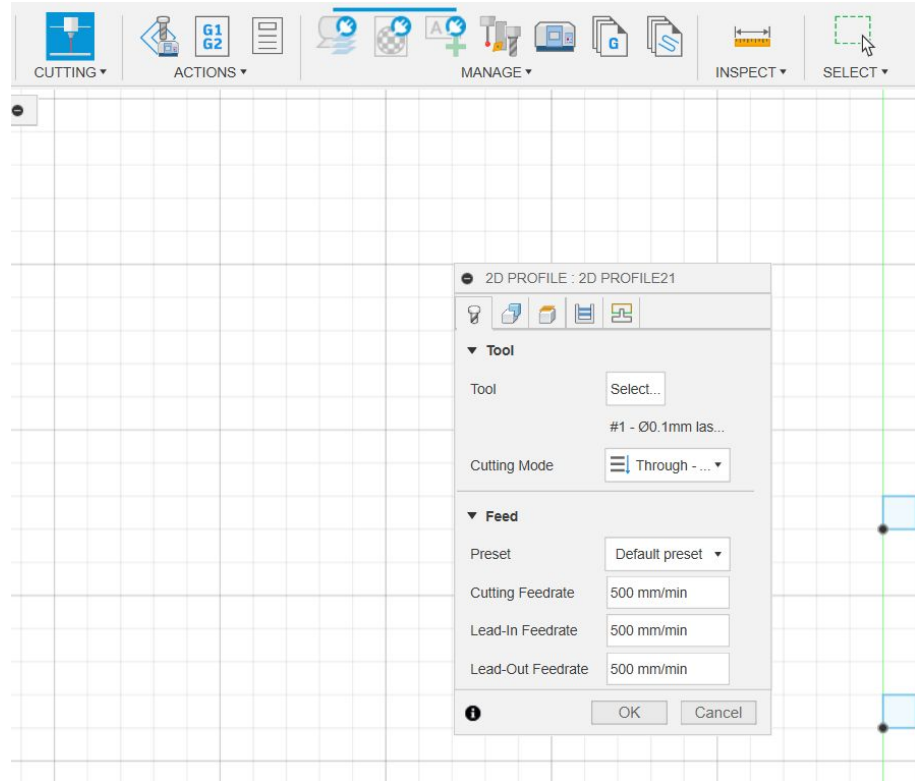 G1
G2
A
G
CUTTING ▾
ACTIONS ▾
MANAGE ▾
INSPECT ▾
SELECT ▾
2D PROFILE : 2D PROFILE21
▼ Tool
Tool
Select...
#1 - Ø0.1mm las...
Cutting Mode
Through - ... ▾
▼ Feed
Preset
Default preset ▾
Cutting Feedrate
500 mm/min
Lead-In Feedrate
500 mm/min
Lead-Out Feedrate
500 mm/min
OK
Cancel